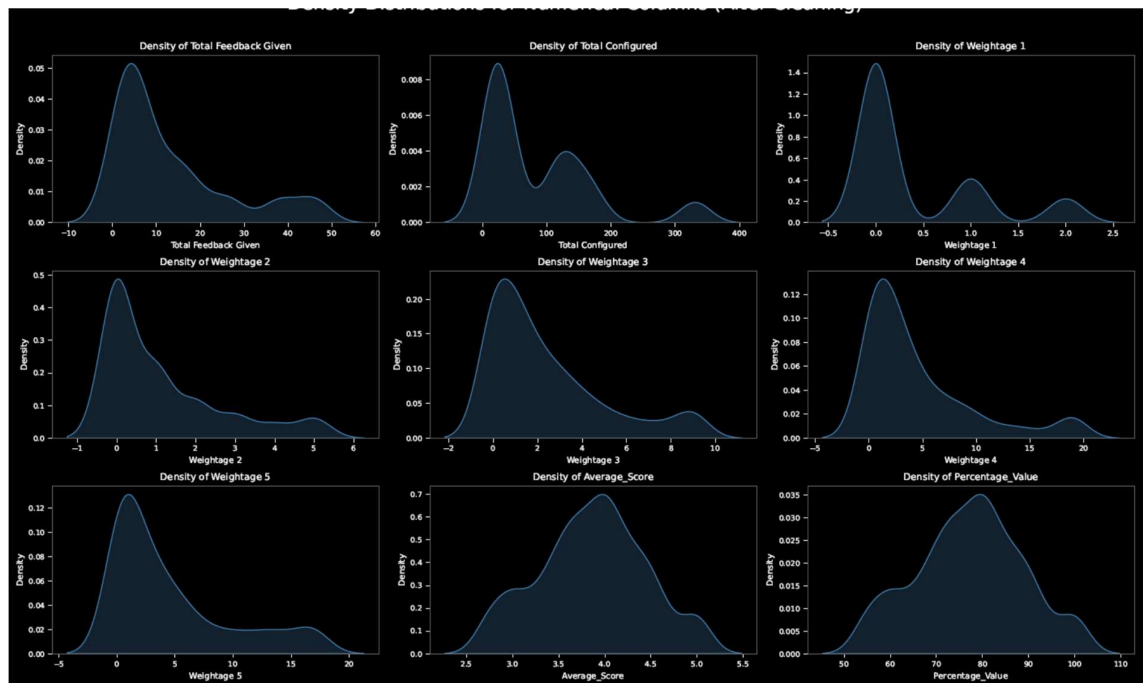 Density Distributions for Numerical Columns (After Cleaning)
Density of Total Feedback Given
Density
0.05
0.04
0.03
0.02
0.01
0.00
−10 0 10 20 30 40 50 60
Total Feedback Given
Density of Total Configured
Density
0.008
0.006
0.004
0.002
0.000
0 100 200 300 400
Total Configured
Density of Weightage 1
Density
1.4
1.2
1.0
0.8
0.6
0.4
0.2
0.0
−0.5 0.0 0.5 1.0 1.5 2.0 2.5
Weightage 1
Density of Weightage 2
Density
0.5
0.4
0.3
0.2
0.1
0.0
−1 0 1 2 3 4 5 6
Weightage 2
Density of Weightage 3
Density
0.20
0.15
0.10
0.05
0.00
−2 0 2 4 6 8 10
Weightage 3
Density of Weightage 4
Density
0.12
0.10
0.08
0.06
0.04
0.02
0.00
−5 0 5 10 15 20
Weightage 4
Density of Weightage 5
Density
0.12
0.10
0.08
0.06
0.04
0.02
0.00
−5 0 5 10 15 20
Weightage 5
Density of Average_Score
Density
0.7
0.6
0.5
0.4
0.3
0.2
0.1
0.0
2.5 3.0 3.5 4.0 4.5 5.0 5.5
Average_Score
Density of Percentage_Value
Density
0.035
0.030
0.025
0.020
0.015
0.010
0.005
0.000
50 60 70 80 90 100 110
Percentage_Value